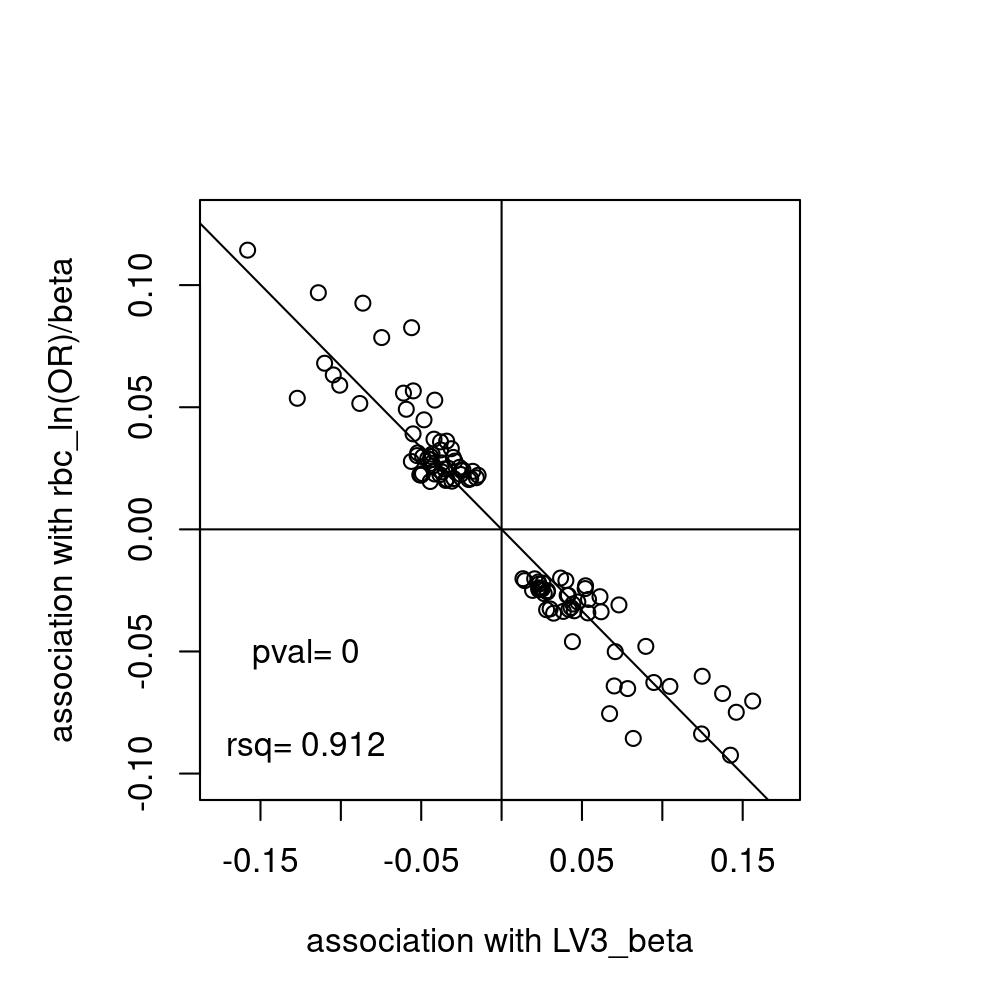 association with rbc_ln(OR)/beta
0.10
0.05
0.00
-0.05
-0.10
pval= 0
rsq= 0.912
-0.15
-0.05
0.05
0.15
association with LV3_beta